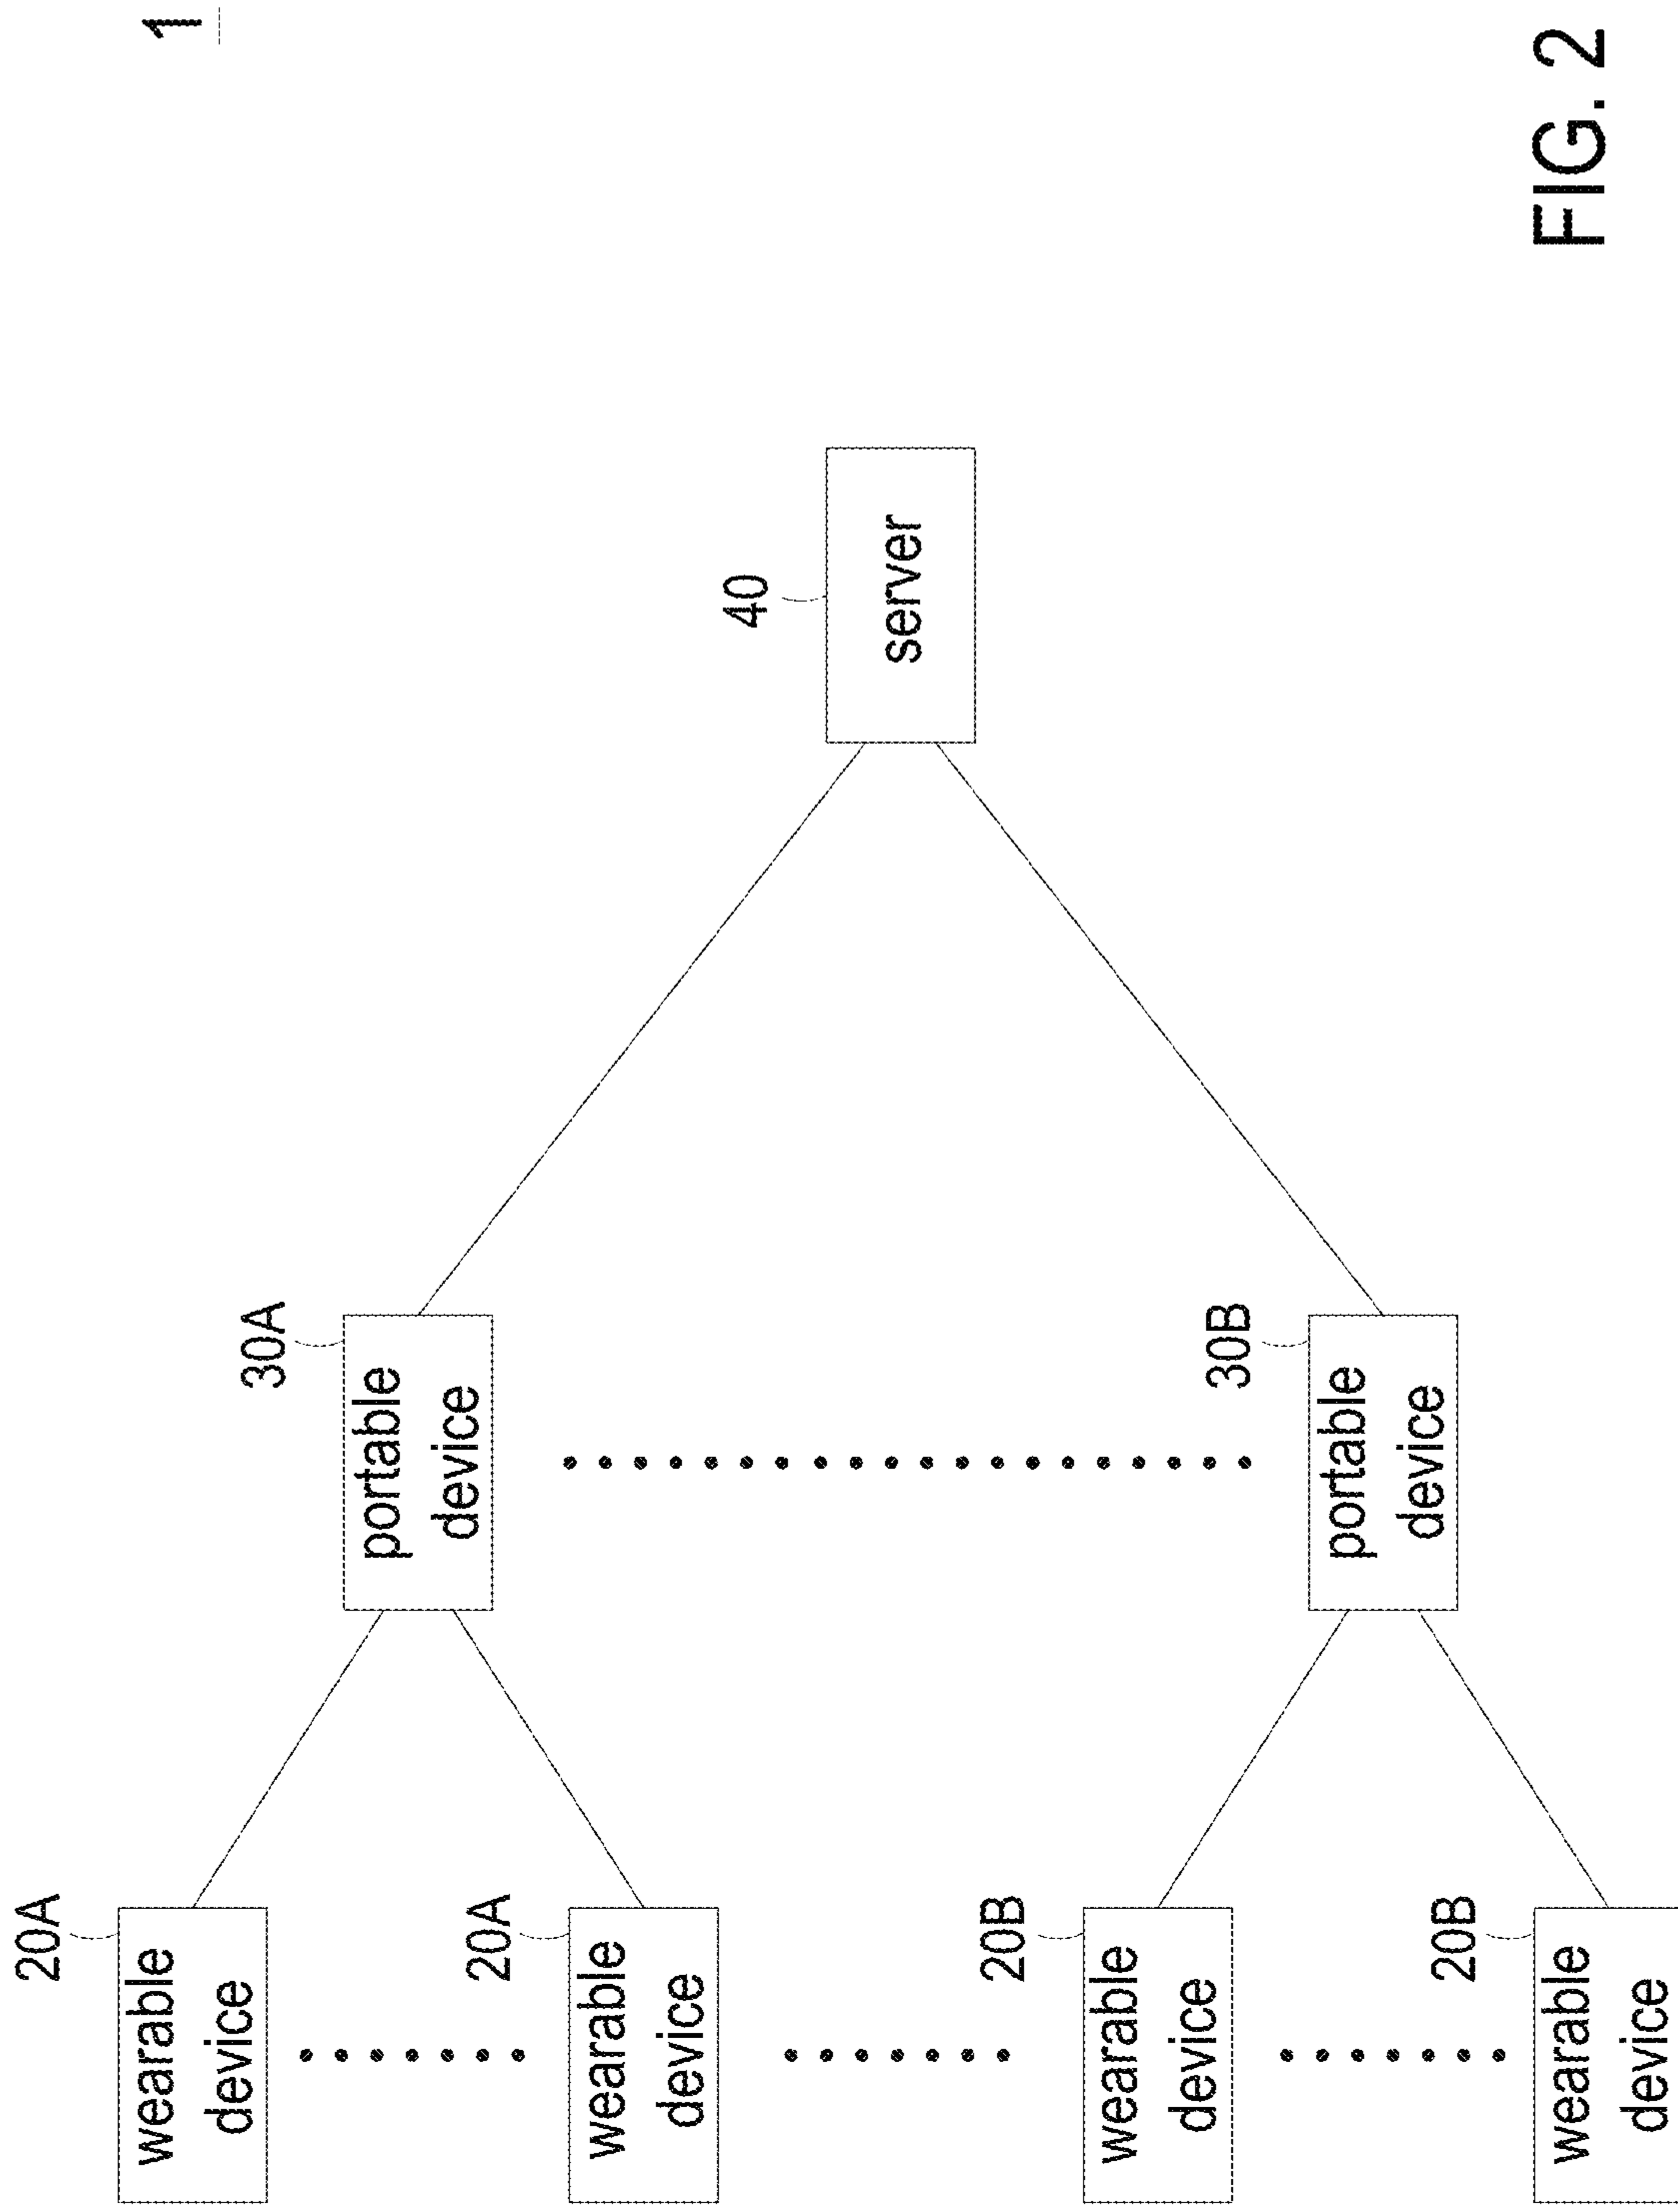 1
20A
wearable
device
30A
portable
device
20A
wearable
device
40
server
20B
wearable
device
30B
portable
device
20B
wearable
device
FIG. 2